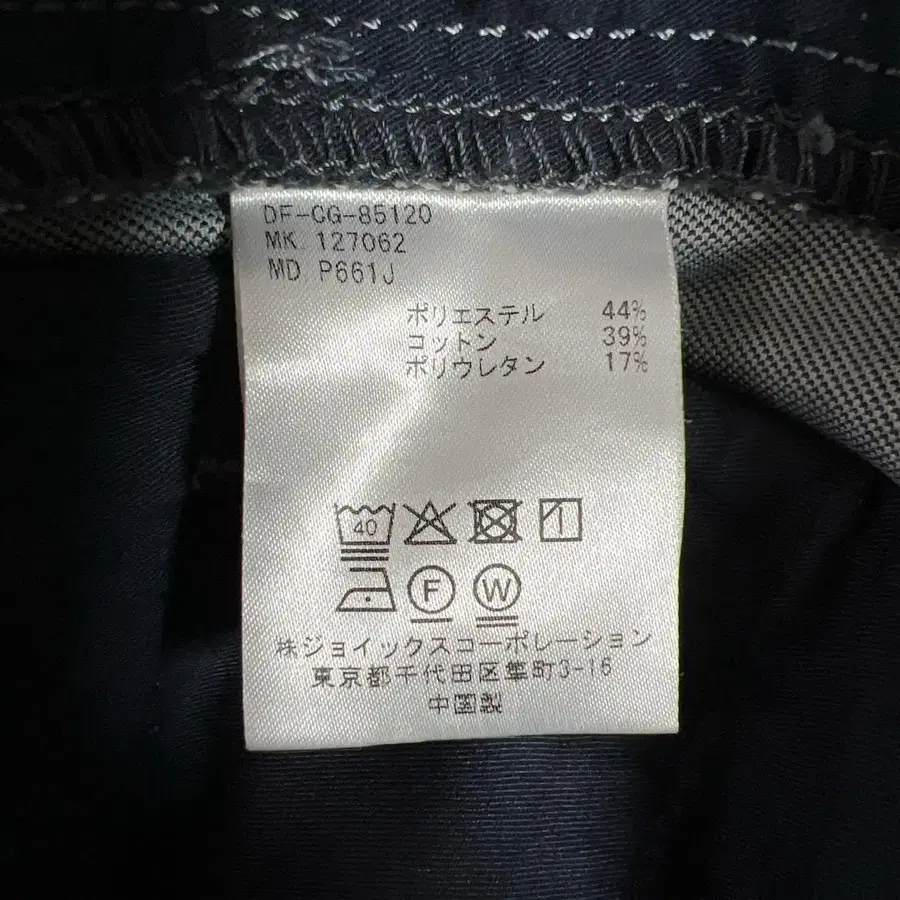 DF-CG-85120
MK 127062
MD P661J
ポリエステル 44%
コットン 39%
ポリウレタン 17%
40
F W
株ジョイックスコーポレーション
東京都千代田区隼町3-16
中国製